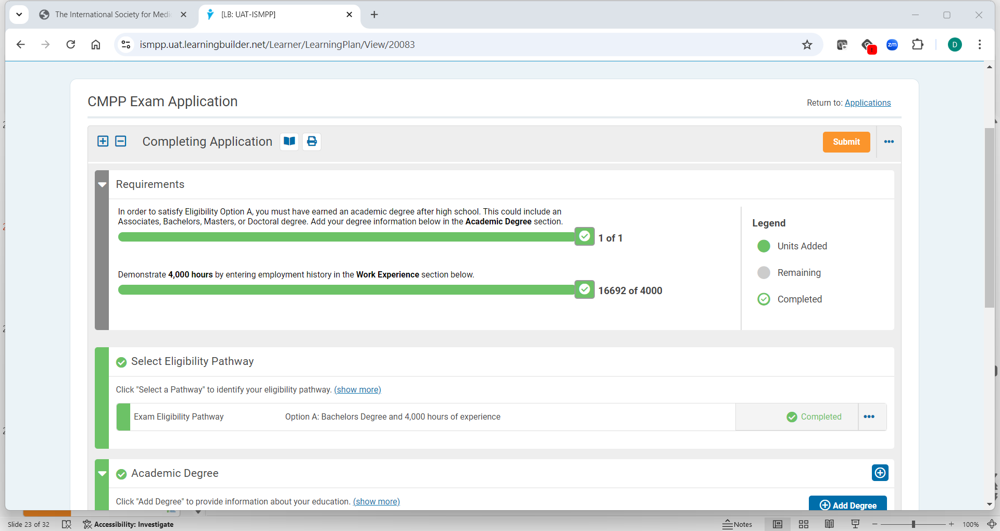 The International Society for Medic
[LB: UAT-ISMPP]
ismpp.uat.learningbuilder.net/Learner/LearningPlan/View/20083
zm
D
CMPP Exam Application
Return to: Applications
Completing Application
Submit
Requirements
In order to satisfy Eligibility Option A, you must have earned an academic degree after high school. This could include an
Associates, Bachelors, Masters, or Doctoral degree. Add your degree information below in the Academic Degree section.
1 of 1
Demonstrate 4,000 hours by entering employment history in the Work Experience section below.
16692 of 4000
Legend
Units Added
Remaining
Completed
Select Eligibility Pathway
Click "Select a Pathway" to identify your eligibility pathway. (show more)
Exam Eligibility Pathway
Option A: Bachelors Degree and 4,000 hours of experience
Completed
Academic Degree
Click "Add Degree" to provide information about your education. (show more)
Add Degree
Slide 23 of 32
Accessibility: Investigate
Notes
100%